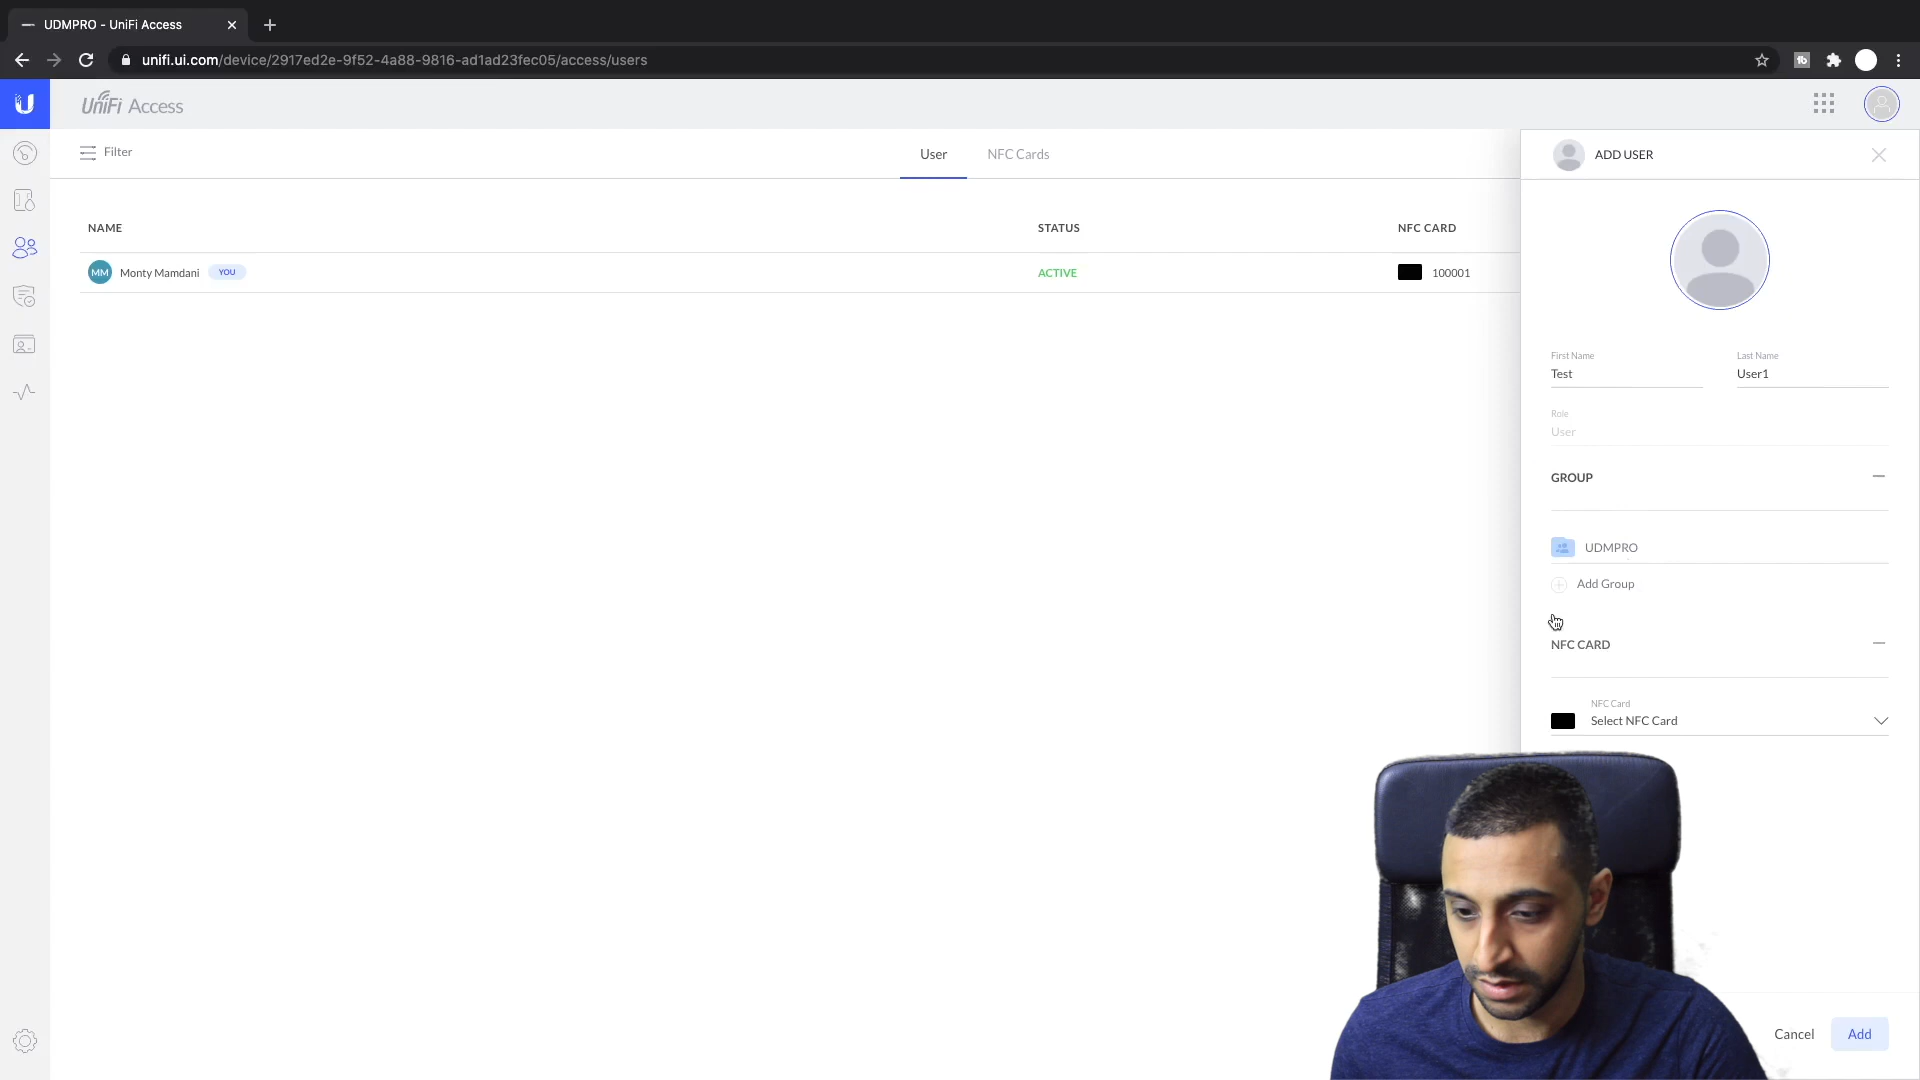 UDMPRO - UniFi Access
unifi.ui.com/device/2917ed2e-9f52-4a88-9816-ad1ad23fec05/access/users
UniFi Access
Filter
User
NFC Cards
NAME
STATUS
NFC CARD
MM
Monty Mamdani
YOU
ACTIVE
100001
ADD USER
First Name
Last Name
Test
User1
Role
User
GROUP
UDMPRO
Add Group
NFC CARD
NFC Card
Select NFC Card
Cancel
Add